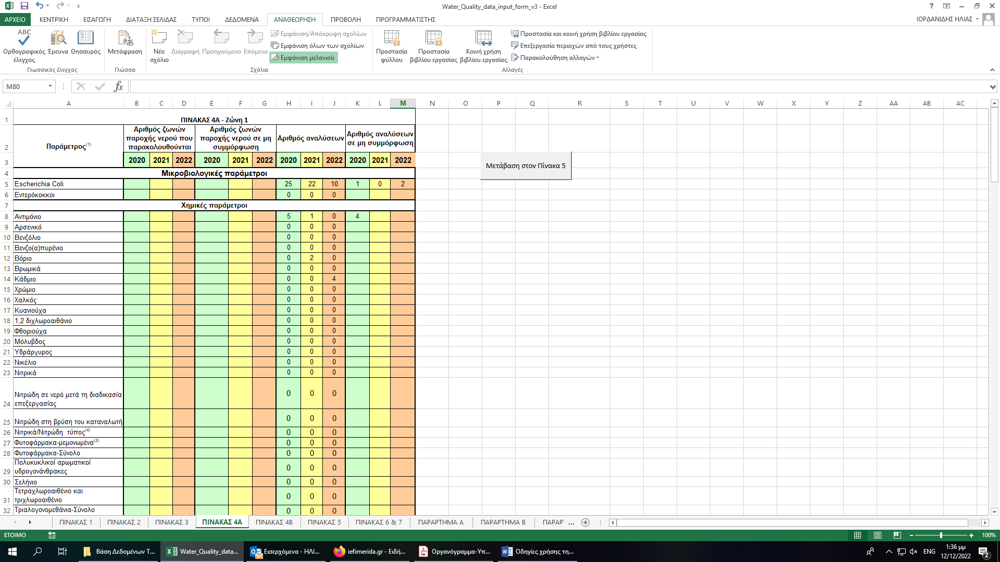 Water_Quality_data_input_form_v3 - Excel
ΑΡΧΕΙΟ ΚΕΝΤΡΙΚΗ ΕΙΣΑΓΩΓΗ ΔΙΑΤΑΞΗ ΣΕΛΙΔΑΣ ΤΥΠΟΙ ΔΕΔΟΜΕΝΑ ΑΝΑΘΕΩΡΗΣΗ ΠΡΟΒΟΛΗ ΠΡΟΓΡΑΜΜΑΤΙΣΤΗΣ ΙΟΡΔΑΝΙΔΗΣ ΗΛΙΑΣ
ABC
Ορθογραφικός έλεγχος
Έρευνα
Θησαυρός
Γλωσσικός έλεγχος
Μετάφραση
Γλώσσα
Νέο σχόλιο
Διαγραφή
Προηγούμενο
Επόμενο
Εμφάνιση/Απόκρυψη σχολίων
Εμφάνιση όλων των σχολίων
Εμφάνιση μελανιού
Σχόλια
Προστασία φύλλου
Προστασία βιβλίου εργασίας
Κοινή χρήση βιβλίου εργασίας
Προστασία και κοινή χρήση βιβλίου εργασίας
Επεξεργασία περιοχών από τους χρήστες
Παρακολούθηση αλλαγών
Αλλαγές
M80 fx
A B C D E F G H I J K L M N O P Q R S T U V W X Y Z AA AB AC
1 ΠΙΝΑΚΑΣ 4Α - Ζώνη 1
2 Παράμετρος(1)
Αριθμός ζωνών παροχής νερού που παρακολουθούνται
Αριθμός ζωνών παροχής νερού σε μη συμμόρφωση
Αριθμός αναλύσεων
Αριθμός αναλύσεων σε μη συμμόρφωση
3 2020 2021 2022 2020 2021 2022 2020 2021 2022 2020 2021 2022
Μετάβαση στον Πίνακα 5
4 Μικροβιολογικές παράμετροι
5 Escherichia Coli 25 22 10 1 0 2
6 Εντερόκοκκοι 0 0 0
7 Χημικές παράμετροι
8 Αντιμόνιο 5 1 0 4
9 Αρσενικό 0 0 0
10 Βενζόλιο 0 0 0
11 Βενζο(α)πυρένιο 0 0 0
12 Βόριο 0 2 0
13 Βρωμικά 0 0 0
14 Κάδμιο 0 0 4
15 Χρώμιο 0 0 0
16 Χαλκός 0 0 0
17 Κυανιούχα 0 0 0
18 1,2 διχλωροαιθάνιο 0 0 0
19 Φθοριούχα 0 0 0
20 Μόλυβδος 0 0 0
21 Υδράργυρος 0 0 0
22 Νικέλιο 0 0 0
23 Νιτρικά 0 0 0
24 Νιτρώδη σε νερό μετά τη διαδικασία επεξεργασίας 0 0 0
25 Νιτρώδη στη βρύση του καταναλωτή 0 0 0
26 Νιτρικά/Νιτρώδη τύπος(4) 0 0 0
27 Φυτοφάρμακα-μεμονωμένα(2) 0 0 0
28 Φυτοφάρμακα-Σύνολο 0 0 0
29 Πολυκυκλικοί αρωματικοί υδρογονάνθρακες 0 0 0
30 Σελήνιο 0 0 0
31 Τετραχλωροαιθένιο και τριχλωροαιθένιο 0 0 0
32 Τριαλογονομεθάνια-Σύνολο 0 0 0
ΠΙΝΑΚΑΣ 1 ΠΙΝΑΚΑΣ 2 ΠΙΝΑΚΑΣ 3 ΠΙΝΑΚΑΣ 4Α ΠΙΝΑΚΑΣ 4Β ΠΙΝΑΚΑΣ 5 ΠΙΝΑΚΑΣ 6 & 7 ΠΑΡΑΡΤΗΜΑ Α ΠΑΡΑΡΤΗΜΑ Β ΠΑΡΑΡ ...
ΕΤΟΙΜΟ 100%
Βάση Δεδομένων Τ... Water_Quality_data... Εισερχόμενα - ΗΛΙ... iefimerida.gr - Ειδή... Οργανόγραμμα-Υπ... Οδηγίες χρήσης τη... ENG 1:36 μμ
12/12/2022 2